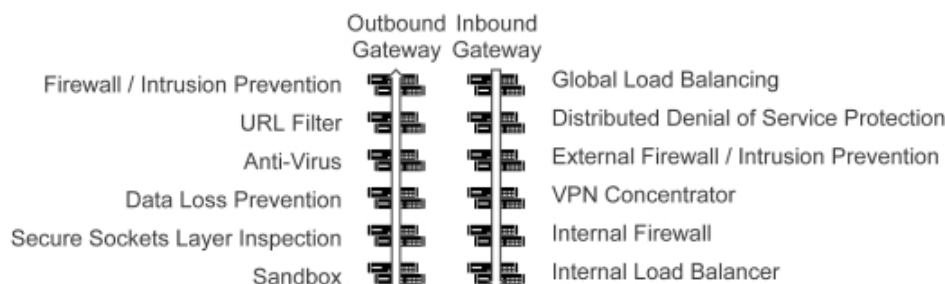 Outbound Inbound
Gateway Gateway
Firewall / Intrusion Prevention
URL Filter
Anti-Virus
Data Loss Prevention
Secure Sockets Layer Inspection
Sandbox
Global Load Balancing
Distributed Denial of Service Protection
External Firewall / Intrusion Prevention
VPN Concentrator
Internal Firewall
Internal Load Balancer